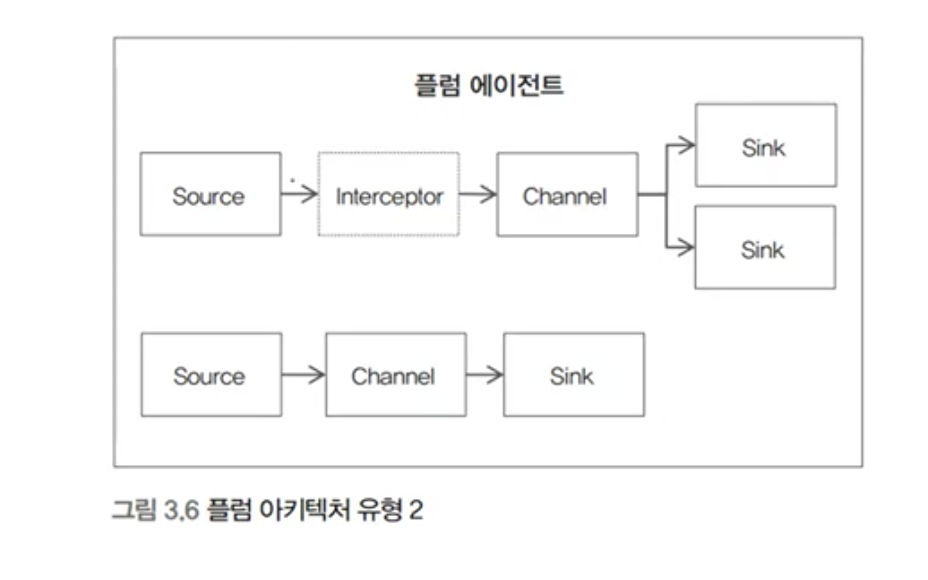 플럼 에이전트
Sink
Source
Interceptor
Channel
Sink
Source
Channel
Sink
그림 3.6 플럼 아키텍처 유형 2